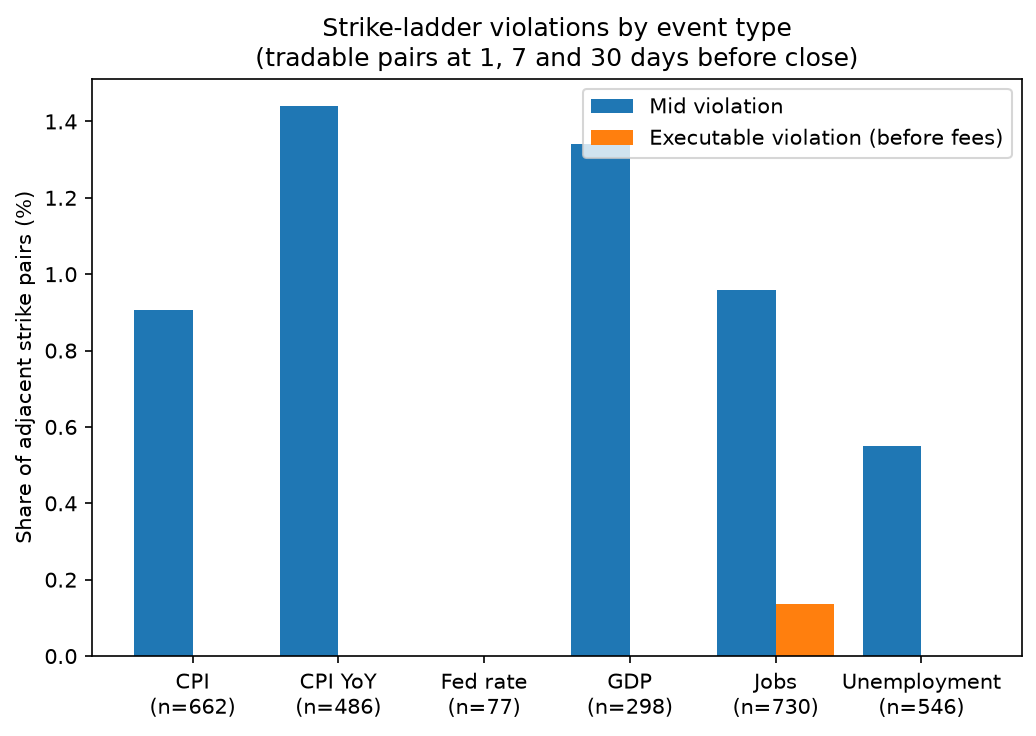 Strike-ladder violations by event type
(tradable pairs at 1, 7 and 30 days before close)
Mid violation
Executable violation (before fees)
Share of adjacent strike pairs (%)
1.4
1.2
1.0
0.8
0.6
0.4
0.2
0.0
CPI
(n=662)
CPI YoY
(n=486)
Fed rate
(n=77)
GDP
(n=298)
Jobs
(n=730)
Unemployment
(n=546)